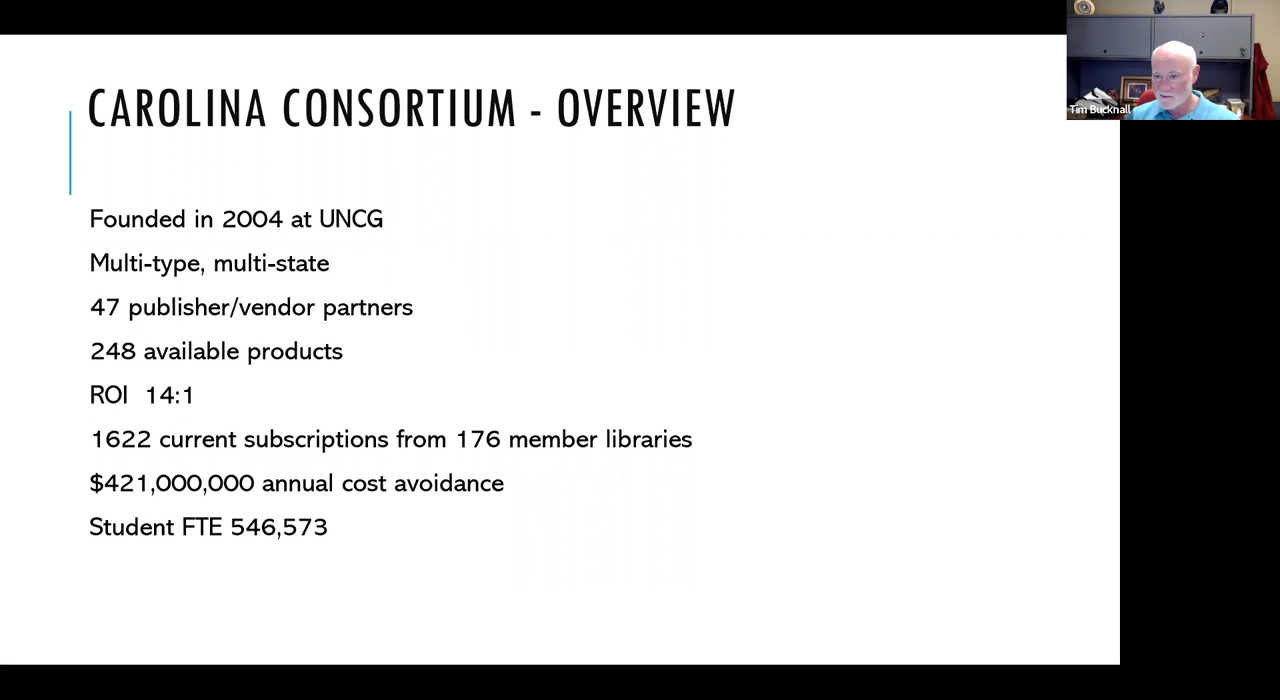 CAROLINA CONSORTIUM - OVERVIEW
Tim Bucknall
Founded in 2004 at UNCG
Multi-type, multi-state
47 publisher/vendor partners
248 available products
ROI 14:1
1622 current subscriptions from 176 member libraries
$421,000,000 annual cost avoidance
Student FTE 546,573